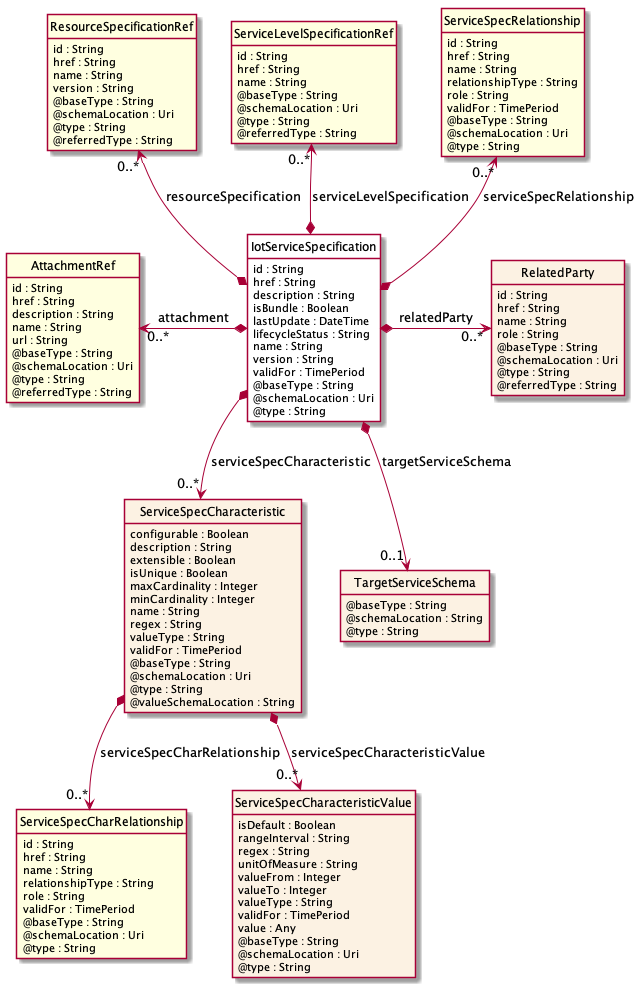 ResourceSpecificationRef
id : String
href : String
name : String
version : String
@baseType : String
@schemaLocation : Uri
@type : String
@referredType : String
ServiceLevelSpecificationRef
id : String
href : String
name : String
@baseType : String
@schemaLocation : Uri
@type : String
@referredType : String
ServiceSpecRelationship
id : String
href : String
name : String
relationshipType : String
role : String
validFor : TimePeriod
@baseType : String
@schemaLocation : Uri
@type : String
0..*
0..*
0..*
resourceSpecification
serviceLevelSpecification
serviceSpecRelationship
AttachmentRef
id : String
href : String
description : String
name : String
url : String
@baseType : String
@schemaLocation : Uri
@type : String
@referredType : String
attachment
0..*
IotServiceSpecification
id : String
href : String
description : String
isBundle : Boolean
lastUpdate : DateTime
lifecycleStatus : String
name : String
version : String
validFor : TimePeriod
@baseType : String
@schemaLocation : Uri
@type : String
relatedParty
0..*
RelatedParty
id : String
href : String
name : String
role : String
@baseType : String
@schemaLocation : Uri
@type : String
@referredType : String
serviceSpecCharacteristic
targetServiceSchema
0..*
0..1
ServiceSpecCharacteristic
configurable : Boolean
description : String
extensible : Boolean
isUnique : Boolean
maxCardinality : Integer
minCardinality : Integer
name : String
regex : String
valueType : String
validFor : TimePeriod
@baseType : String
@schemaLocation : Uri
@type : String
@valueSchemaLocation : String
TargetServiceSchema
@baseType : String
@schemaLocation : String
@type : String
serviceSpecCharRelationship
serviceSpecCharacteristicValue
0..*
0..*
ServiceSpecCharRelationship
id : String
href : String
name : String
relationshipType : String
role : String
validFor : TimePeriod
@baseType : String
@schemaLocation : Uri
@type : String
ServiceSpecCharacteristicValue
isDefault : Boolean
rangeInterval : String
regex : String
unitOfMeasure : String
valueFrom : Integer
valueTo : Integer
valueType : String
validFor : TimePeriod
value : Any
@baseType : String
@schemaLocation : Uri
@type : String